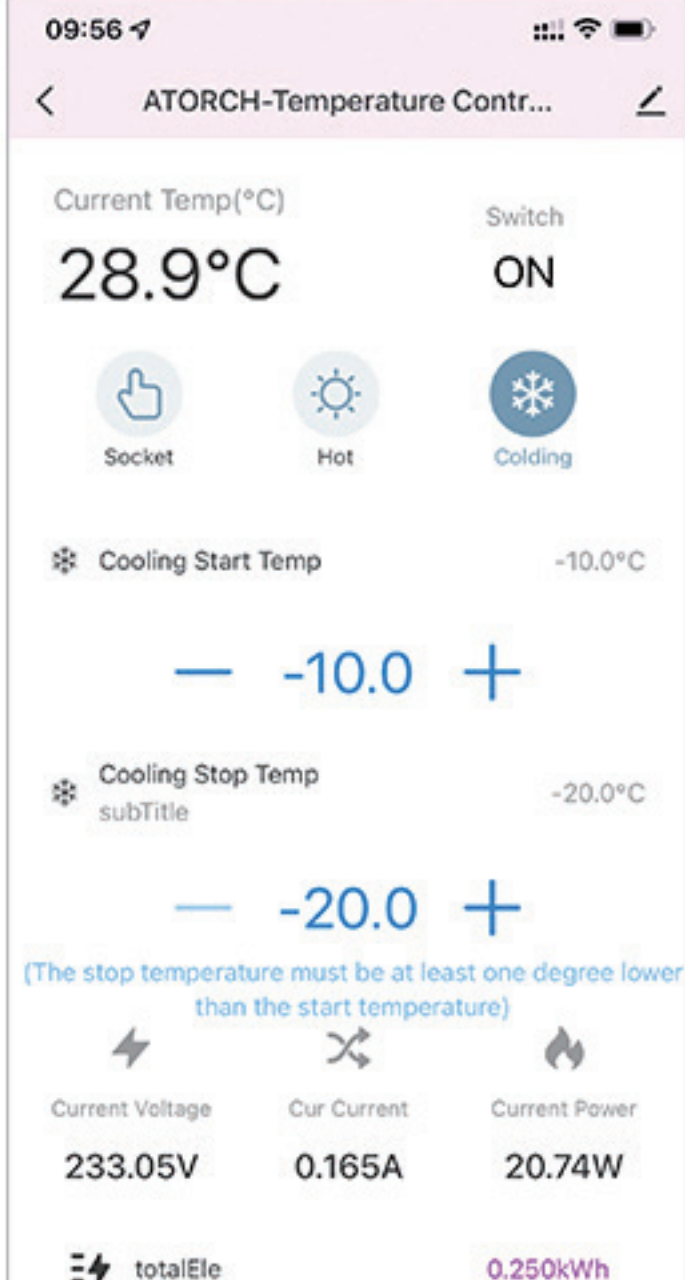 09:56
ATORCH-Temperature Contr...
Current Temp(°C)
Switch
28.9°C
ON
Socket
Hot
Colding
Cooling Start Temp
-10.0°C
— -10.0 +
Cooling Stop Temp
subTitle
-20.0°C
— -20.0 +
(The stop temperature must be at least one degree lower
than the start temperature)
Current Voltage
Cur Current
Current Power
233.05V
0.165A
20.74W
totalEle
0.250kWh